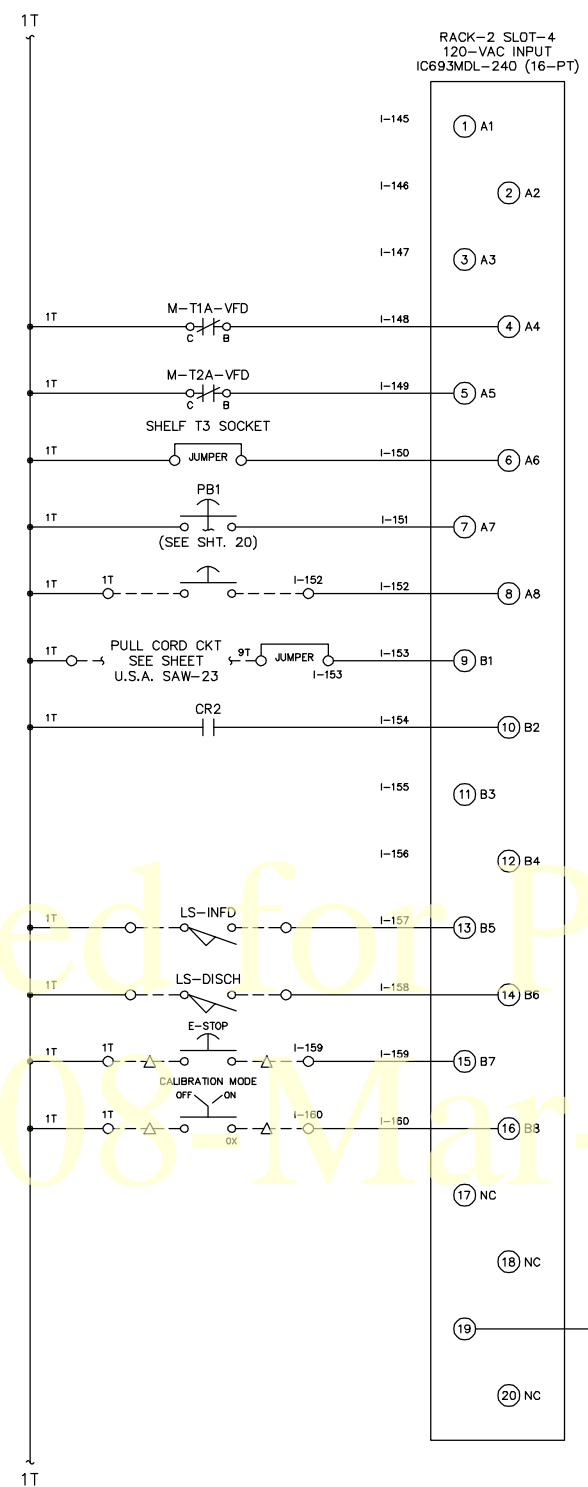 1T
RACK-2 SLOT-4
120-VAC INPUT
IC693MDL-240 (16-PT)
I-145
1 A1
I-146
2 A2
I-147
3 A3
1T
M-T1A-VFD
C B
I-148
4 A4
1T
M-T2A-VFD
C B
I-149
5 A5
SHELF T3 SOCKET
1T
JUMPER
I-150
6 A6
PB1
1T
I-151
7 A7
(SEE SHT. 20)
1T
1T
I-152
I-152
8 A8
PULL CORD CKT
SEE SHEET
U.S.A. SAW-23
1T
9T
JUMPER
I-153
I-153
9 B1
CR2
1T
I-154
10 B2
I-155
11 B3
I-156
12 B4
LS-INFD
1T
I-157
13 B5
LS-DISCH
1T
I-158
14 B6
E-STOP
1T
1T
I-159
I-159
15 B7
CALIBRATION MODE
OFF ON
1T
1T
0X
I-160
I-160
16 B8
17 NC
18 NC
19
20 NC
1T
ed for P
08-Mar-